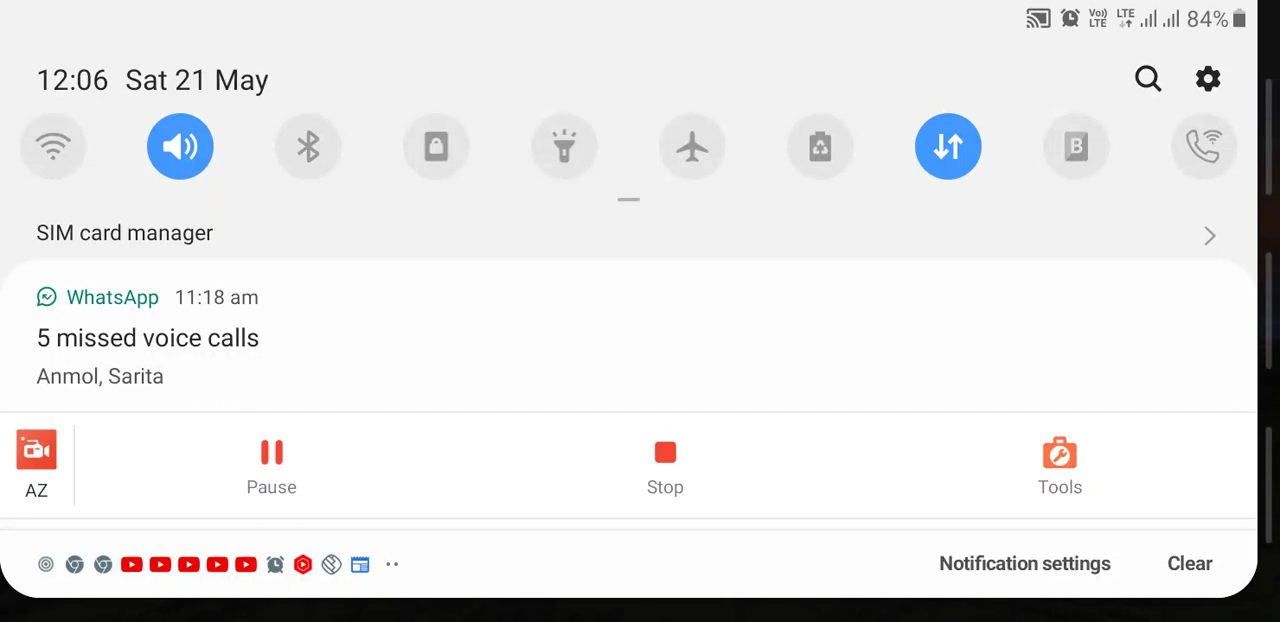 Vo)) LTE LTE 84%
12:06 Sat 21 May
B
SIM card manager
WhatsApp 11:18 am
5 missed voice calls
Anmol, Sarita
AZ Pause Stop Tools
Notification settings Clear